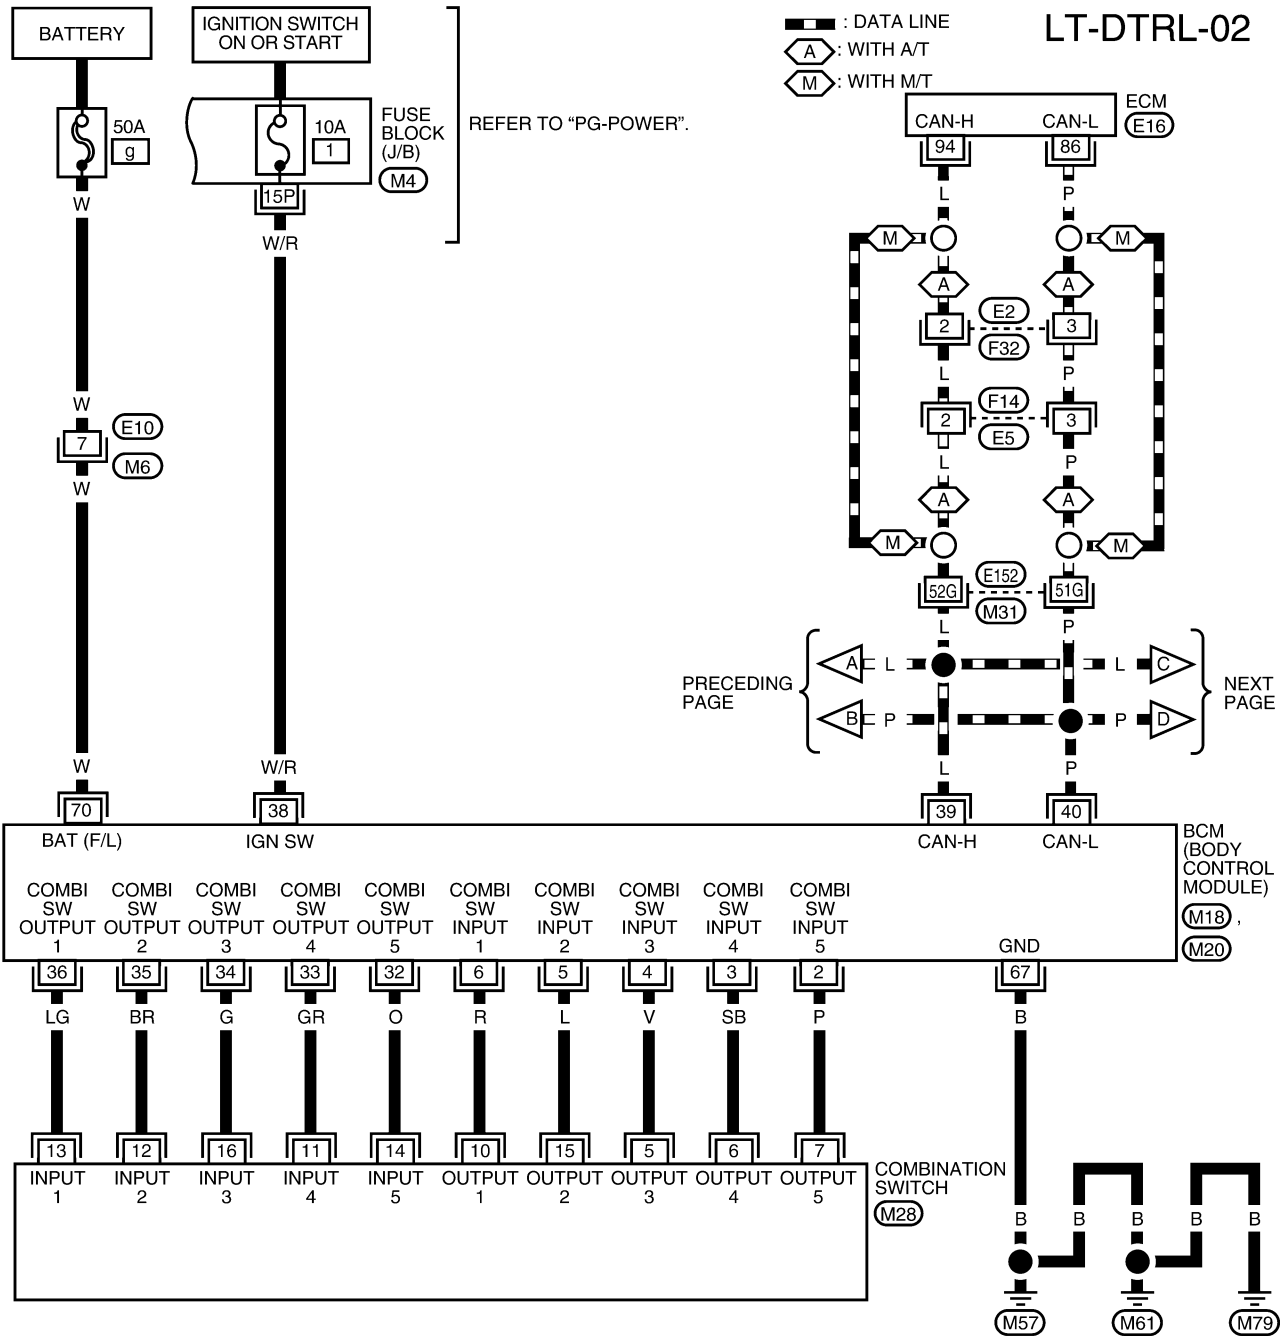 BATTERY
IGNITION SWITCH
ON OR START
: DATA LINE
: WITH A/T
: WITH M/T
A
M
LT-DTRL-02
50A
g
10A
1
FUSE
BLOCK
(J/B)
M4
REFER TO “PG-POWER”.
15P
W
W/R
ECM
E16
CAN-H
CAN-L
94
86
L
P
M
M
A
A
2
E2
3
F32
L
P
W
7
E10
M6
W
2
F14
3
E5
L
P
A
A
M
M
52G
E152
51G
M31
L
P
PRECEDING
PAGE
A
L
L
C
B
P
P
D
NEXT
PAGE
W
W/R
L
P
70
38
39
40
BAT (F/L)
IGN SW
CAN-H
CAN-L
BCM
(BODY
CONTROL
MODULE)
M18 ,
M20
COMBI
SW
OUTPUT
1
COMBI
SW
OUTPUT
2
COMBI
SW
OUTPUT
3
COMBI
SW
OUTPUT
4
COMBI
SW
OUTPUT
5
COMBI
SW
INPUT
1
COMBI
SW
INPUT
2
COMBI
SW
INPUT
3
COMBI
SW
INPUT
4
COMBI
SW
INPUT
5
GND
36
35
34
33
32
6
5
4
3
2
67
LG
BR
G
GR
O
R
L
V
SB
P
B
13
12
16
11
14
10
15
5
6
7
INPUT
1
INPUT
2
INPUT
3
INPUT
4
INPUT
5
OUTPUT
1
OUTPUT
2
OUTPUT
3
OUTPUT
4
OUTPUT
5
COMBINATION
SWITCH
M28
B
B
B
B
B
M57
M61
M79